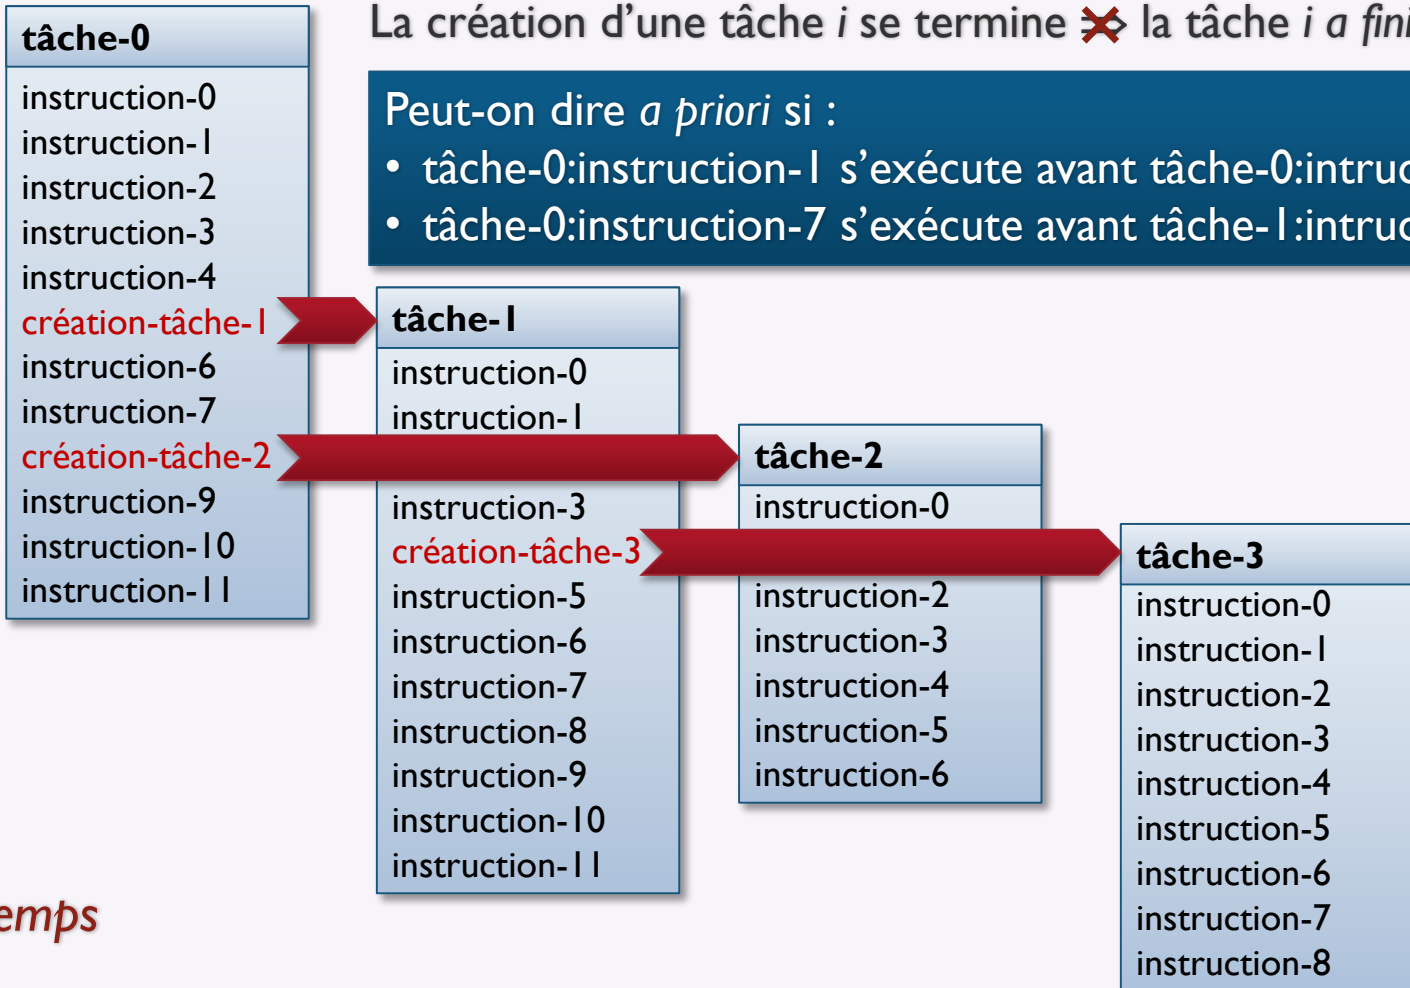 La création d’une tâche i se termine ⇒ la tâche i a fini
Peut-on dire a priori si :
• tâche-0:instruction-1 s’exécute avant tâche-0:intruc
• tâche-0:instruction-7 s’exécute avant tâche-1:intruc
tâche-0
instruction-0
instruction-1
instruction-2
instruction-3
instruction-4
création-tâche-1
instruction-6
instruction-7
création-tâche-2
instruction-9
instruction-10
instruction-11
tâche-1
instruction-0
instruction-1
instruction-3
création-tâche-3
instruction-5
instruction-6
instruction-7
instruction-8
instruction-9
instruction-10
instruction-11
tâche-2
instruction-0
instruction-2
instruction-3
instruction-4
instruction-5
instruction-6
tâche-3
instruction-0
instruction-1
instruction-2
instruction-3
instruction-4
instruction-5
instruction-6
instruction-7
instruction-8
emps